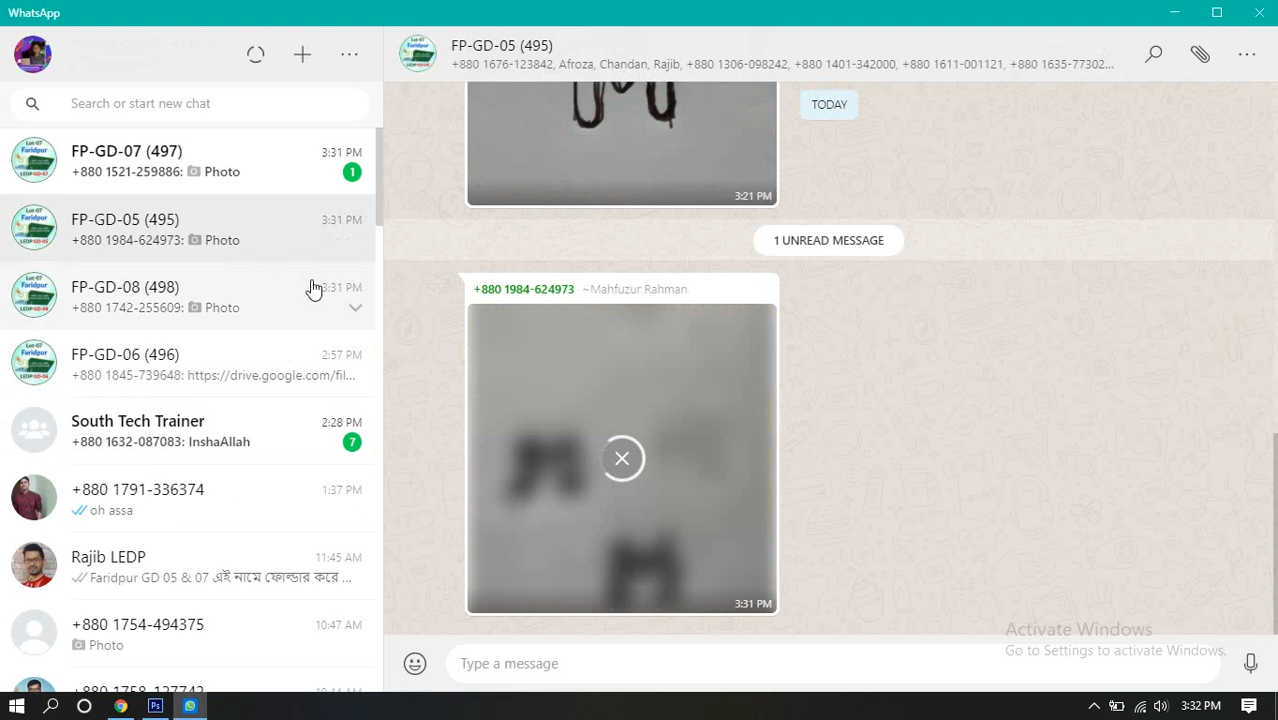 WhatsApp
Search or start new chat
FP-GD-07 (497)
3:31 PM
+880 1521-259886: Photo
1
FP-GD-05 (495)
3:31 PM
+880 1984-624973: Photo
FP-GD-08 (498)
3:31 PM
+880 1742-255609: Photo
FP-GD-06 (496)
2:57 PM
+880 1845-739648: https://drive.google.com/fil...
South Tech Trainer
2:28 PM
+880 1632-087083: InshaAllah
7
+880 1791-336374
1:37 PM
oh assa
Rajib LEDP
11:45 AM
Faridpur GD 05 & 07 এই নামে ফোল্ডার করে ...
+880 1754-494375
10:47 AM
Photo
FP-GD-05 (495)
+880 1676-123842, Afroza, Chandan, Rajib, +880 1306-098242, +880 1401-342000, +880 1611-001121, +880 1635-77302...
TODAY
3:21 PM
1 UNREAD MESSAGE
+880 1984-624973 ~Mahfuzur Rahman
3:31 PM
Activate Windows
Go to Settings to activate Windows.
Type a message
3:32 PM